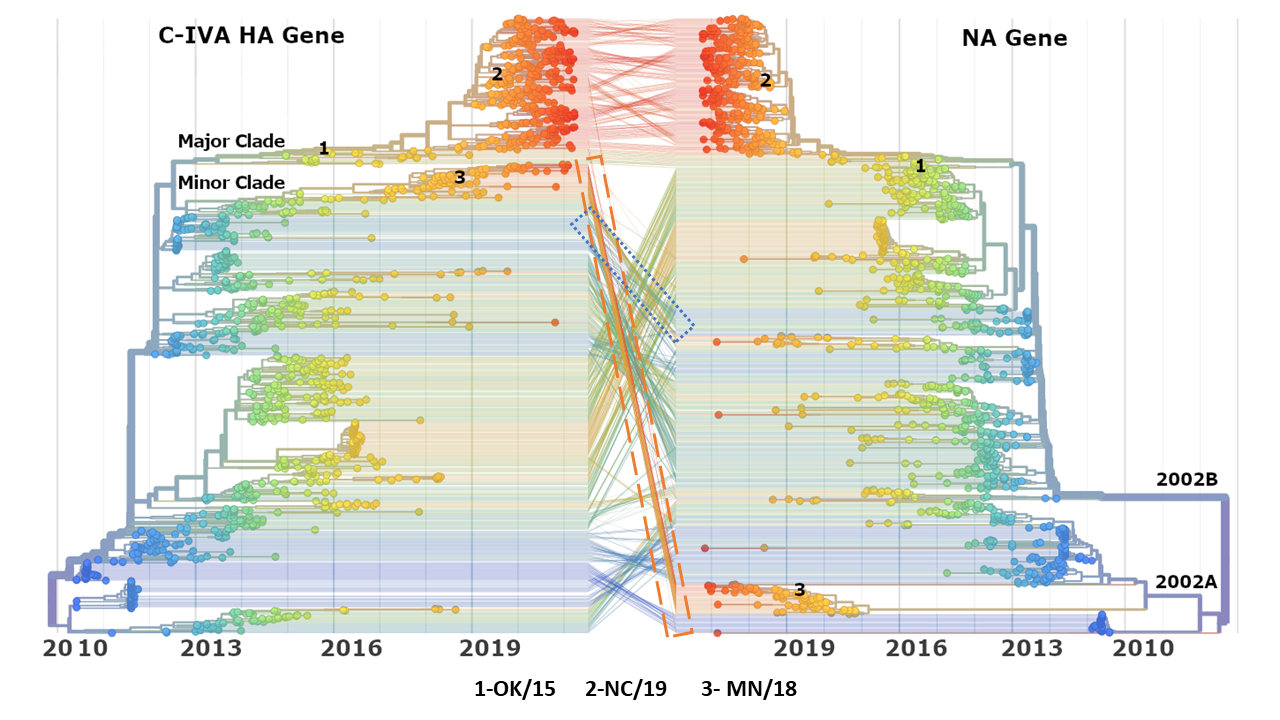 C-IVA HA Gene
NA Gene
2
2
Major Clade
1
1
Minor Clade
3
2002B
2002A
3
2010 2013 2016 2019 2019 2016 2013 2010
1-OK/15 2-NC/19 3- MN/18